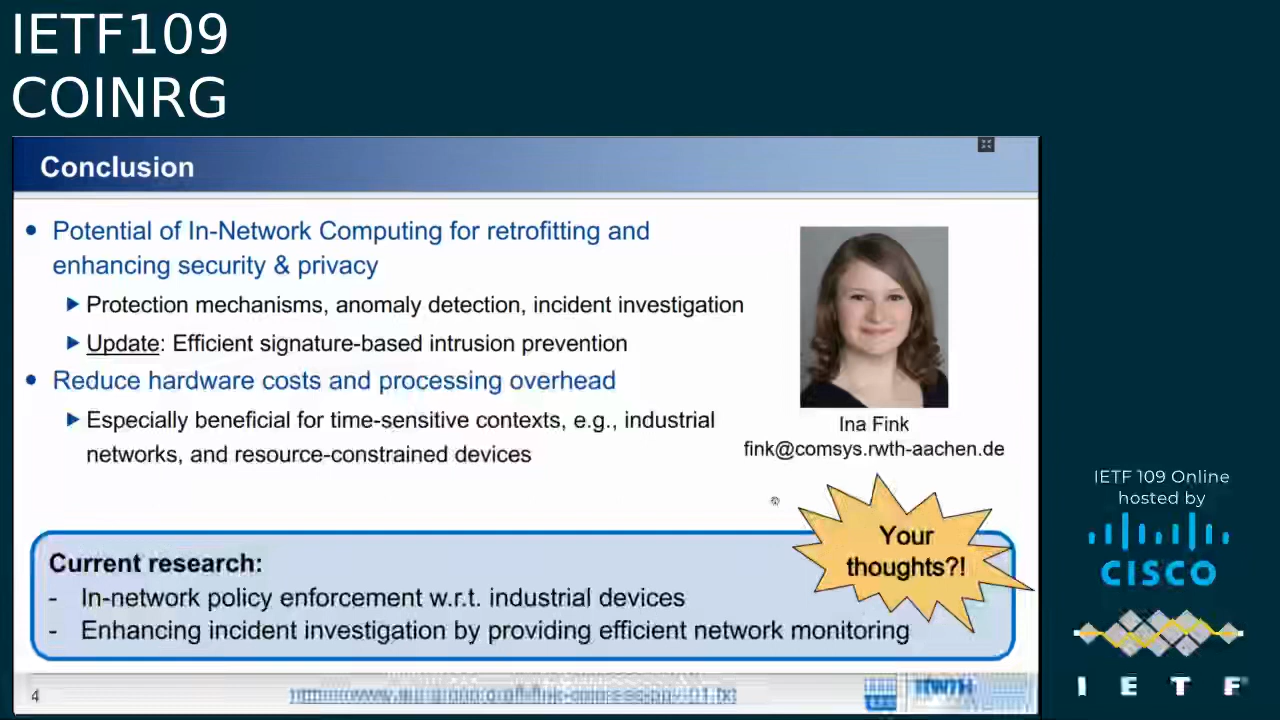 IETF109
COINRG
Conclusion
Potential of In-Network Computing for retrofitting and
enhancing security & privacy
Protection mechanisms, anomaly detection, incident investigation
Update: Efficient signature-based intrusion prevention
Reduce hardware costs and processing overhead
Especially beneficial for time-sensitive contexts, e.g., industrial
networks, and resource-constrained devices
Ina Fink
fink@comsys.rwth-aachen.de
Your
thoughts?!
Current research:
- In-network policy enforcement w.r.t. industrial devices
- Enhancing incident investigation by providing efficient network monitoring
4
RWTH
IETF 109 Online
hosted by
CISCO
I E T F